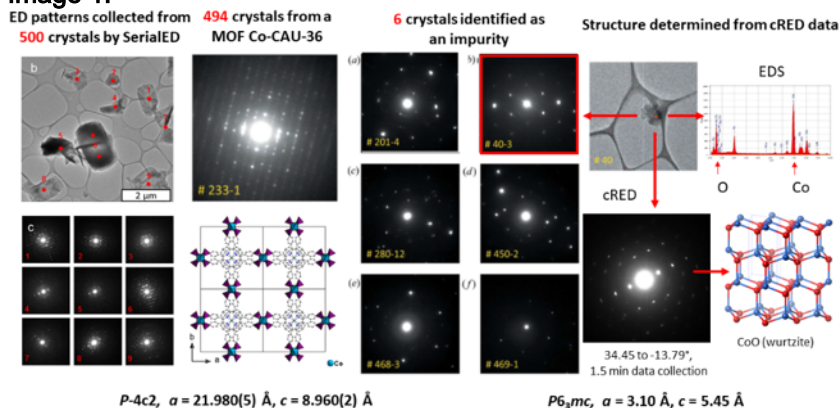 ED patterns collected from
500 crystals by SerialED
494 crystals from a
MOF Co-CAU-36
6 crystals identified as
an impurity
Structure determined from cRED data
b
2 μm
# 233-1
(a)
# 201-4
b)
# 40-3
# 40
EDS
O
Co
cRED
c
1
2
3
4
5
6
7
8
9
b
a
Co
(c)
# 280-12
(d)
# 450-2
(e)
# 468-3
(f)
# 469-1
34.45 to -13.79°,
1.5 min data collection
CoO (wurtzite)
P-4c2, a = 21.980(5) Å, c = 8.960(2) Å
P6₃mc, a = 3.10 Å, c = 5.45 Å